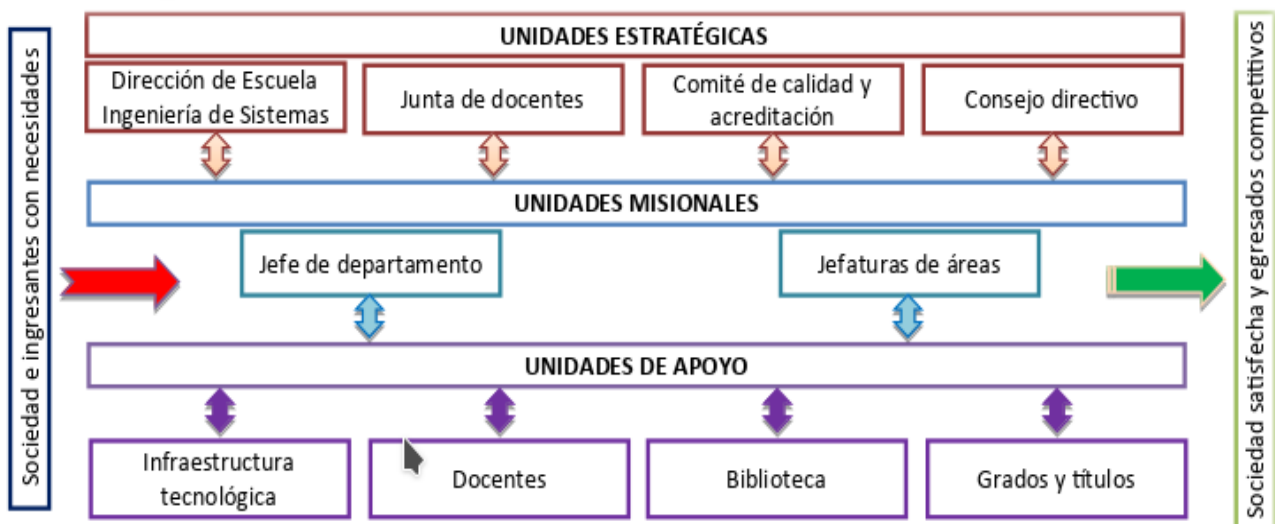 Sociedad e ingresantes con necesidades
UNIDADES ESTRATÉGICAS
Dirección de Escuela
Ingeniería de Sistemas
Junta de docentes
Comité de calidad y
acreditación
Consejo directivo
UNIDADES MISIONALES
Jefe de departamento
Jefaturas de áreas
UNIDADES DE APOYO
Infraestructura
tecnológica
Docentes
Biblioteca
Grados y títulos
Sociedad satisfecha y egresados competitivos